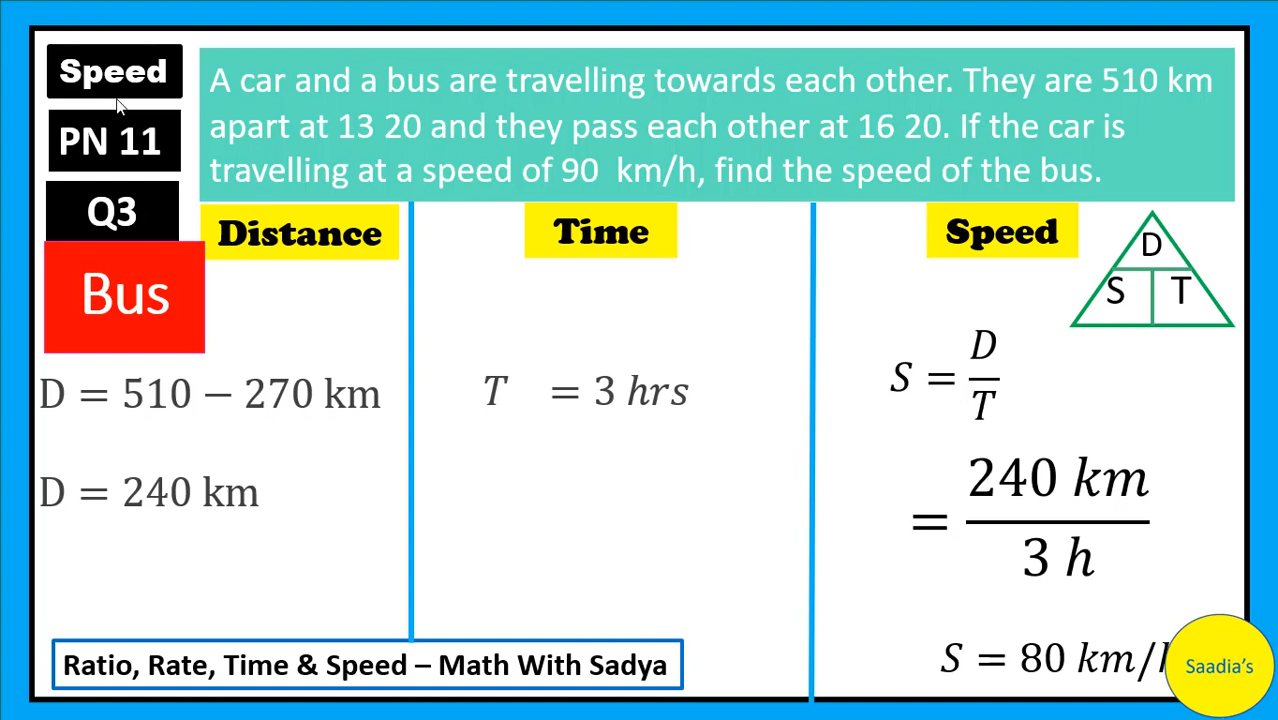 Speed
PN 11
Q3
A car and a bus are travelling towards each other. They are 510 km
apart at 13 20 and they pass each other at 16 20. If the car is
travelling at a speed of 90 km/h, find the speed of the bus.
Distance
Time
Speed
Bus
D
S T
D = 510 − 270 km
D = 240 km
T = 3 hrs
S = D
T
= 240 km
3 h
S = 80 km/h
Ratio, Rate, Time & Speed – Math With Sadya
Saadia's